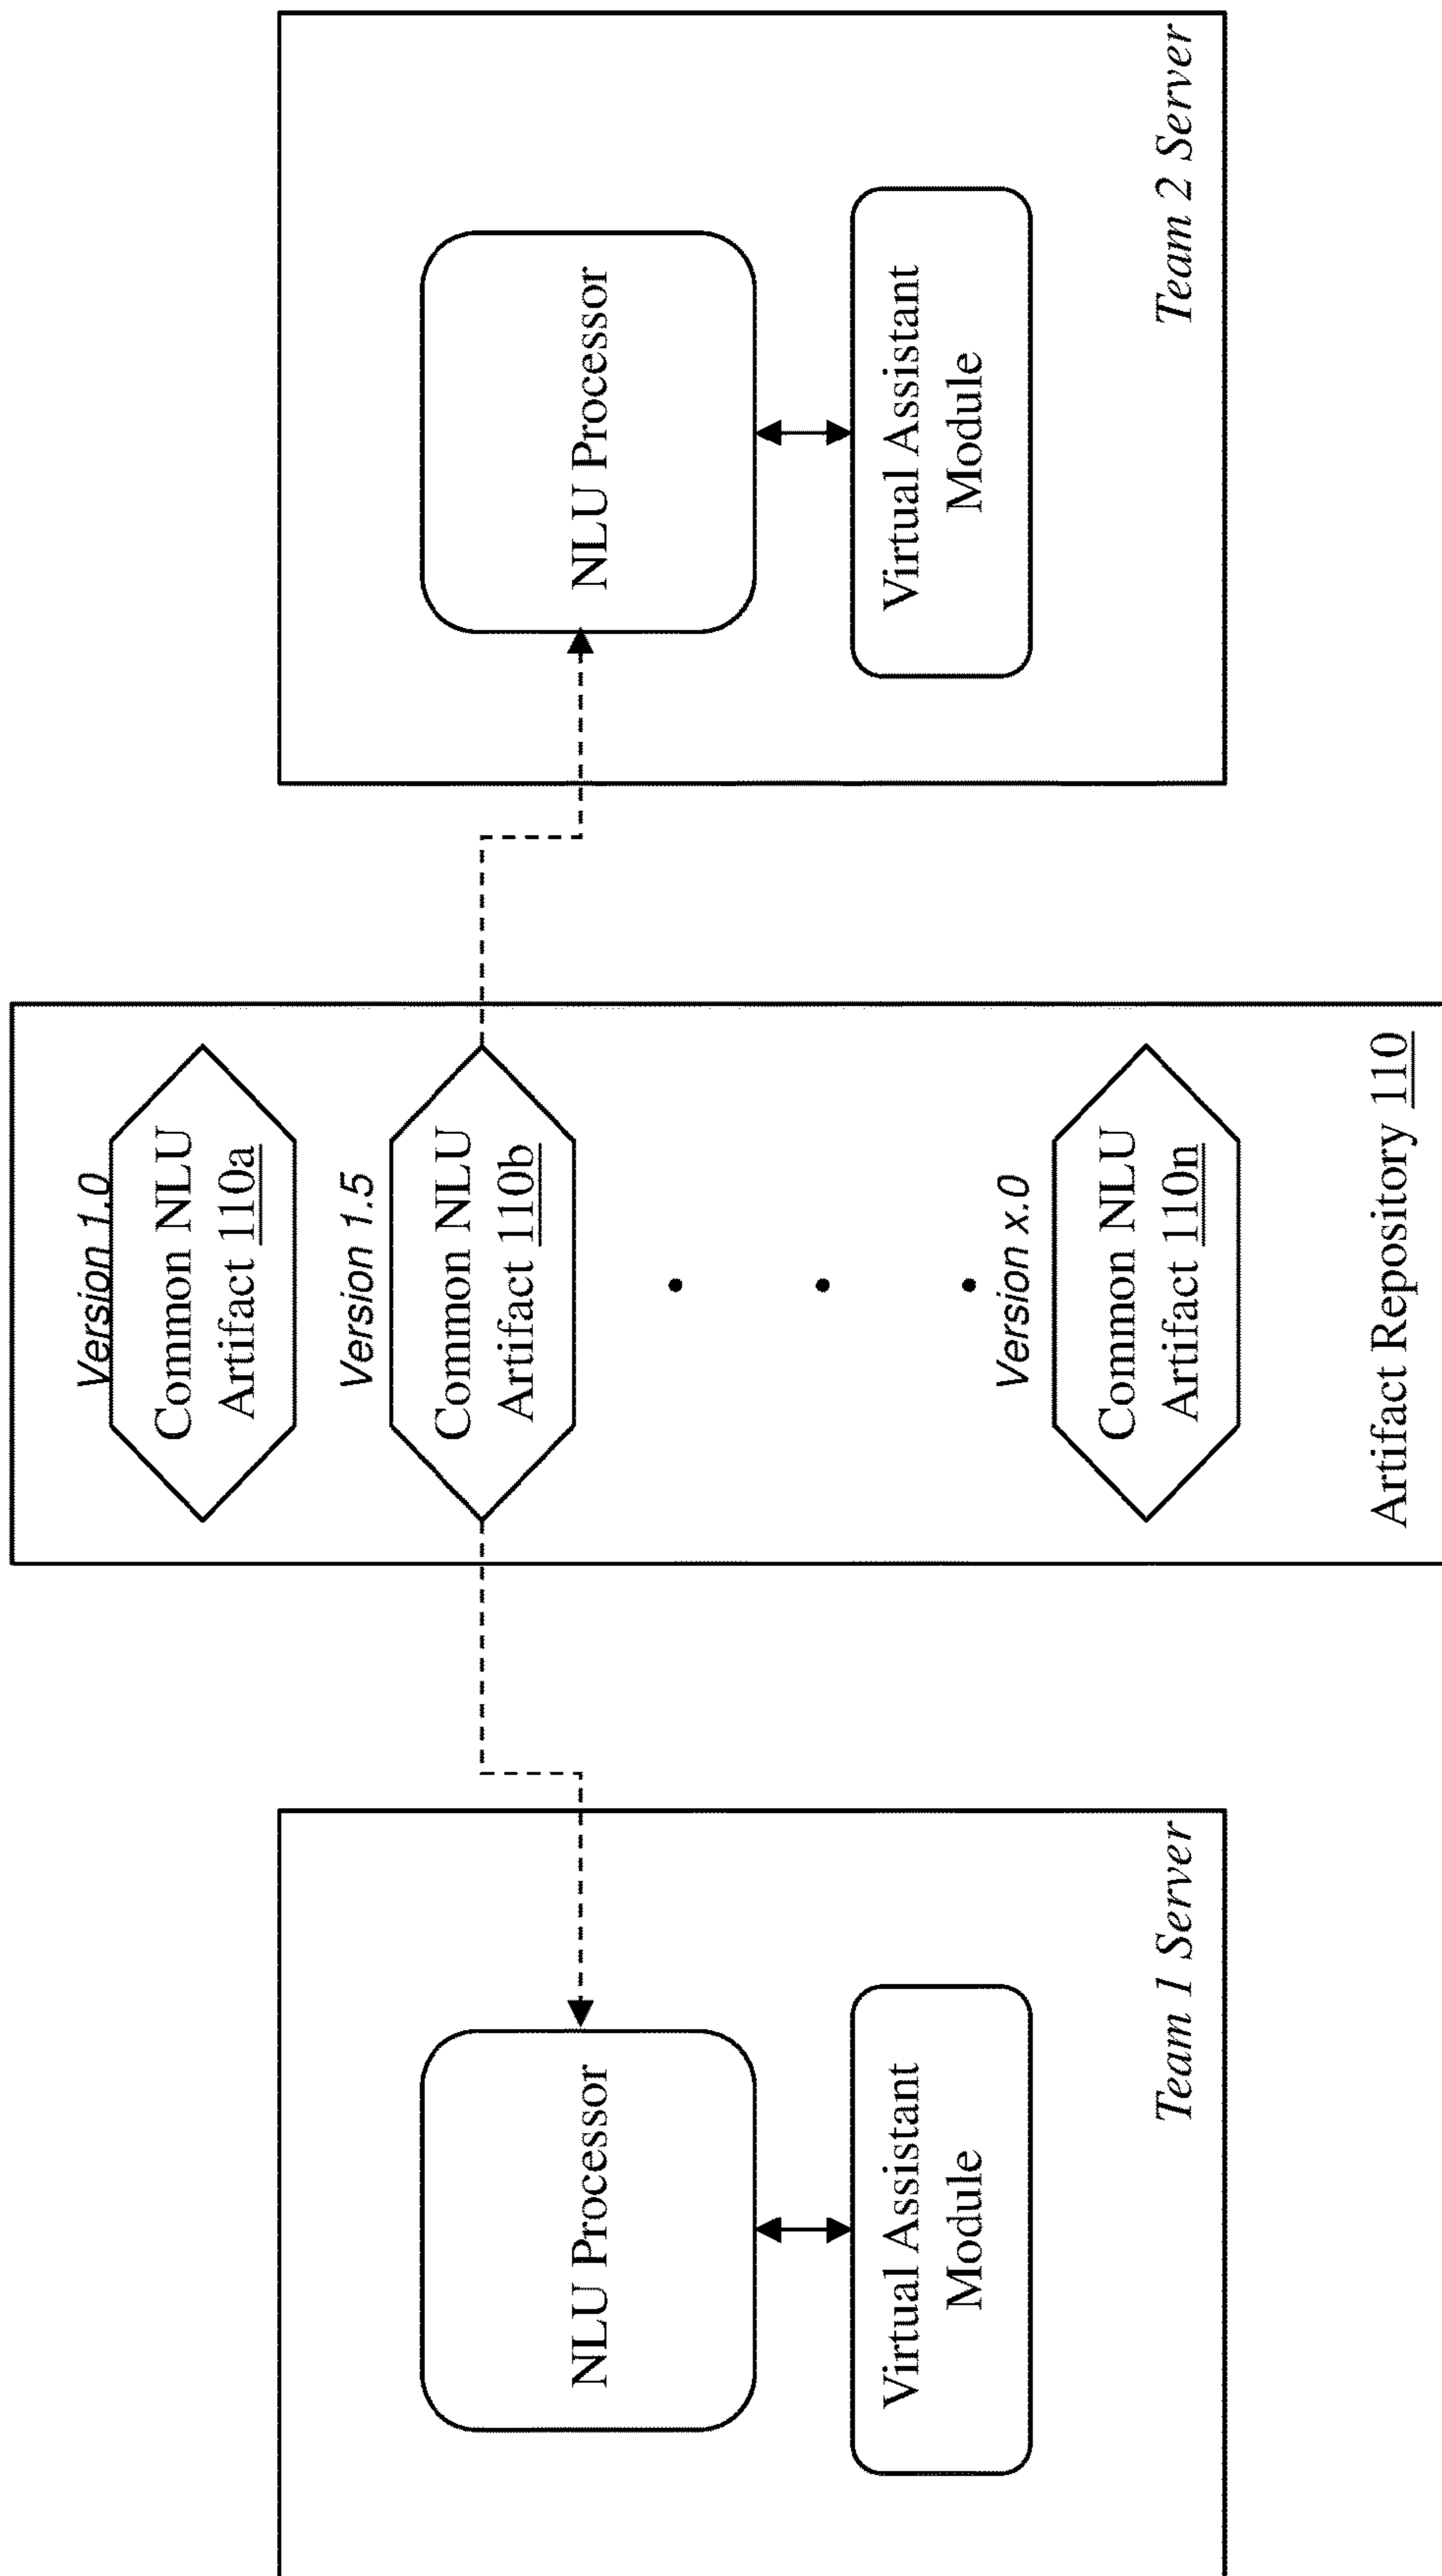 NLU Processor
Virtual Assistant
Module
Team 1 Server
Version 1.0
Common NLU
Artifact 110a
Version 1.5
Common NLU
Artifact 110b
Version x.0
Common NLU
Artifact 110n
Artifact Repository 110
NLU Processor
Virtual Assistant
Module
Team 2 Server